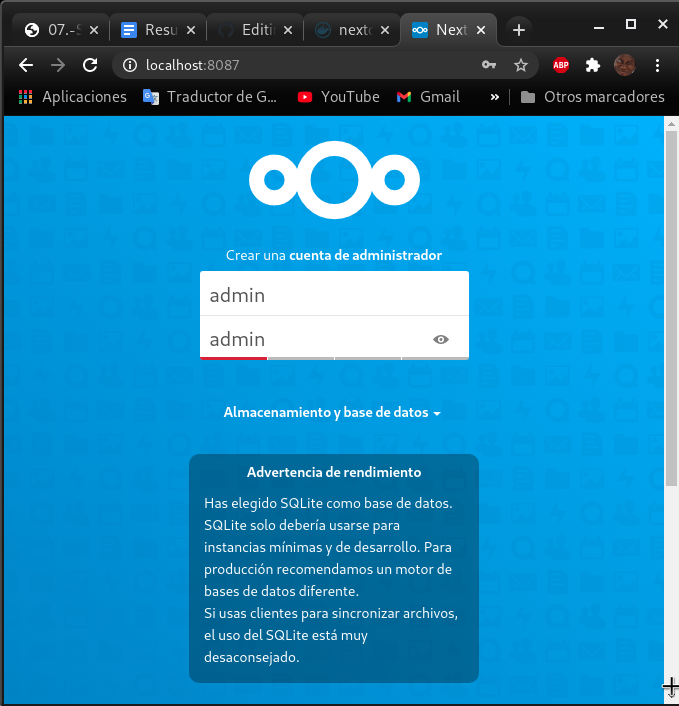 07.-S
Resu
Editi
nextc
Next
localhost:8087
ABP
Aplicaciones
Traductor de G...
YouTube
Gmail
»
Otros marcadores
Crear una cuenta de administrador
admin
admin
Almacenamiento y base de datos
Advertencia de rendimiento
Has elegido SQLite como base de datos.
SQLite solo debería usarse para
instancias mínimas y de desarrollo. Para
producción recomendamos un motor de
bases de datos diferente.
Si usas clientes para sincronizar archivos,
el uso del SQLite está muy
desaconsejado.